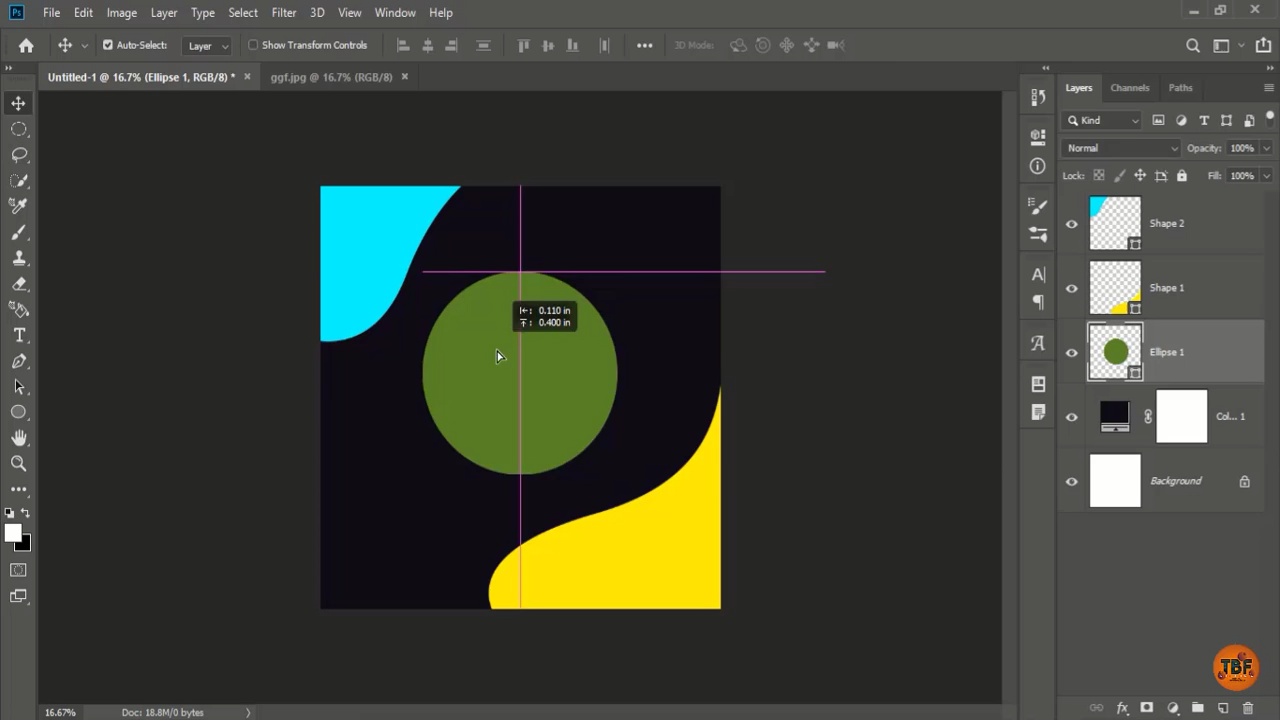 Ps File Edit Image Layer Type Select Filter 3D View Window Help
Auto-Select: Layer Show Transform Controls 3D Mode:
Untitled-1 @ 16.7% (Ellipse 1, RGB/8) * × ggf.jpg @ 16.7% (RGB/8) ×
Layers Channels Paths
Kind
Normal Opacity: 100%
Lock: Fill: 100%
Shape 2
Shape 1
Ellipse 1
Col... 1
Background
0.110 in
0.400 in
TBF
16.67% Doc: 18.8M/0 bytes